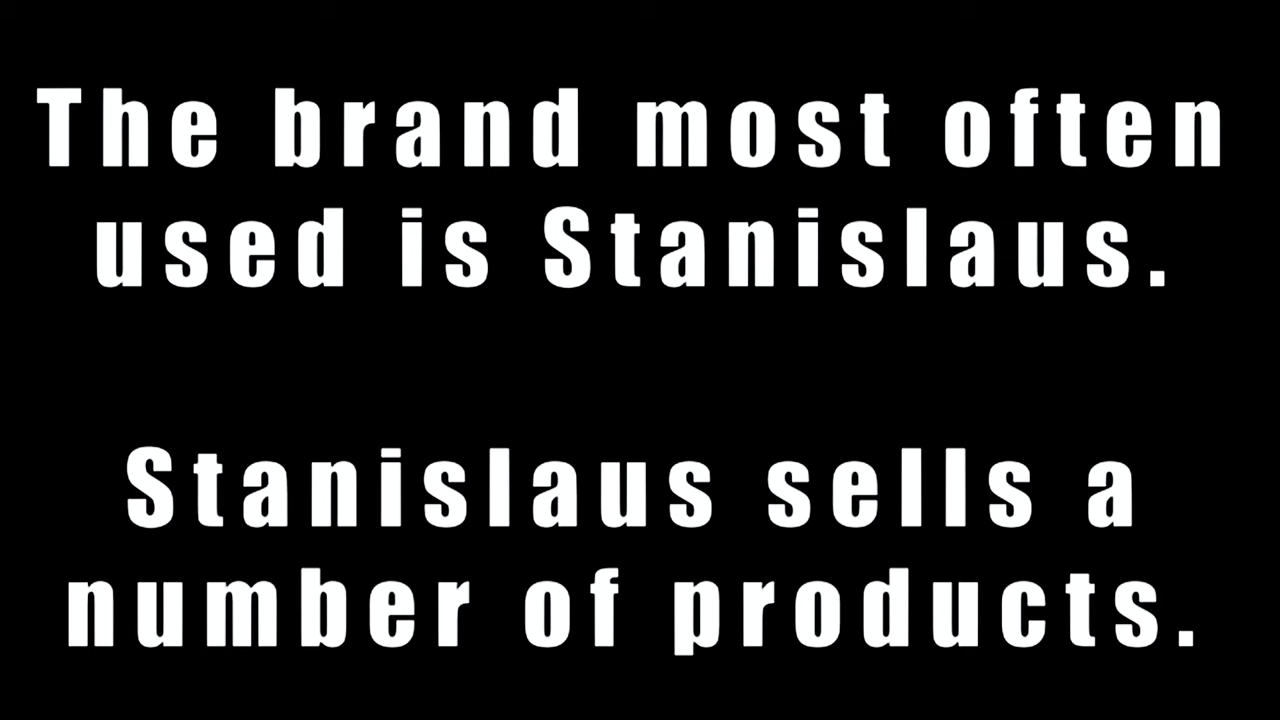 The brand most often
used is Stanislaus.
Stanislaus sells a
number of products.